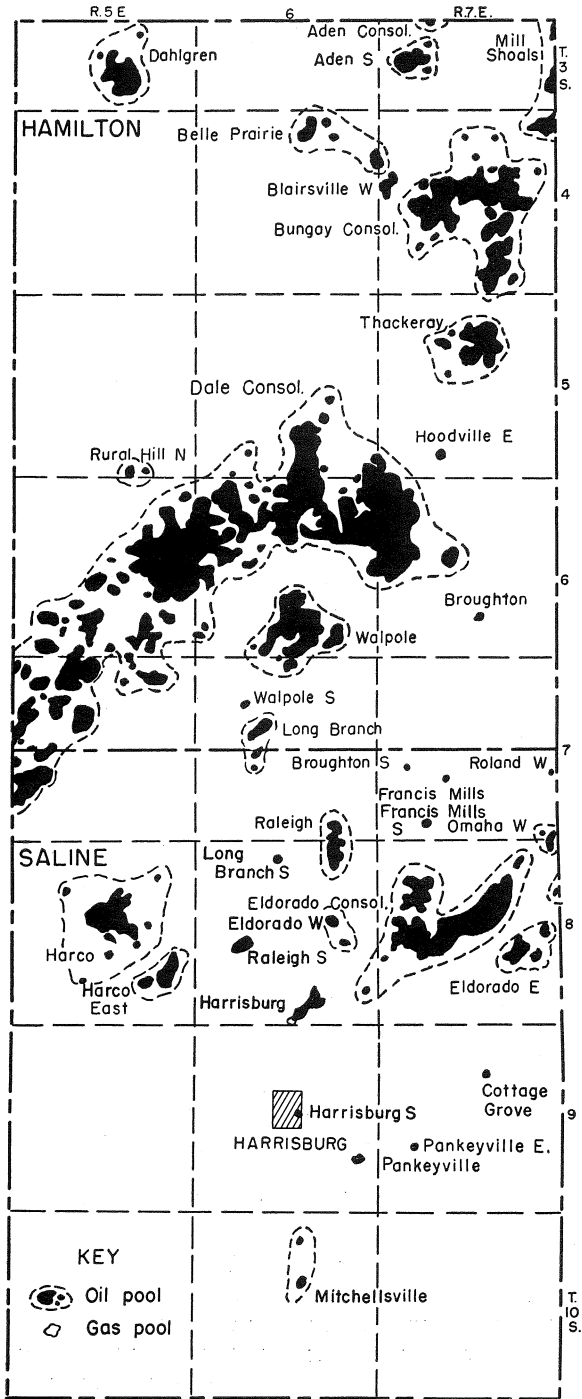 R. 5 E
6
R.7. E.
Aden Consol.
Mill
Shoals
T.
3
S.
Dahlgren
Aden S
HAMILTON
Belle Prairie
Blairsville W
4
Bungay Consol.
Thackeray
5
Dale Consol.
Hoodville E
Rural Hill N
6
Broughton
Walpole
Walpole S
Long Branch
7
Broughton S
Roland W
Francis Mills
Francis Mills
S
Omaha W
Raleigh
SALINE
Long
Branch S
Eldorado Consol.
Eldorado W
8
Harco
Raleigh S
Harco
East
Eldorado E
Harrisburg
Cottage
Grove
Harrisburg S
9
HARRISBURG
Pankeyville E.
Pankeyville
KEY
Oil pool
Gas pool
Mitchellsville
T.
10
S.